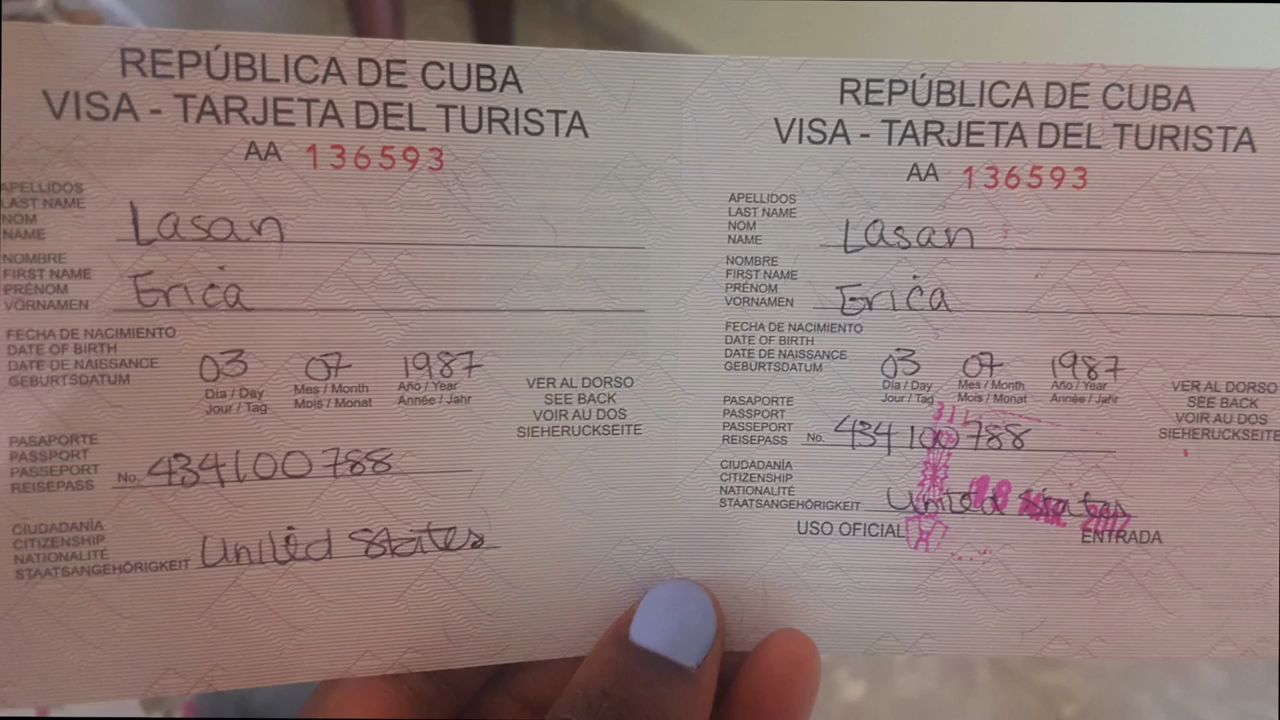 REPÚBLICA DE CUBA
VISA - TARJETA DEL TURISTA
AA 136593
APELLIDOS
LAST NAME
NOM
NAME Lasan
NOMBRE
FIRST NAME
PRÉNOM
VORNAMEN Erica
FECHA DE NACIMIENTO
DATE OF BIRTH
DATE DE NAISSANCE
GEBURTSDATUM
03 07 1987
Día / Day Mes / Month Año / Year
Jour / Tag Mois / Monat Année / Jahr
VER AL DORSO
SEE BACK
VOIR AU DOS
SIEHERUCKSEITE
PASAPORTE
PASSPORT
PASSEPORT
REISEPASS No. 434100788
CIUDADANÍA
CITIZENSHIP
NATIONALITÉ
STAATSANGEHÖRIGKEIT United States
REPÚBLICA DE CUBA
VISA - TARJETA DEL TURISTA
AA 136593
APELLIDOS
LAST NAME
NOM
NAME Lasan
NOMBRE
FIRST NAME
PRÉNOM
VORNAMEN Erica
FECHA DE NACIMIENTO
DATE OF BIRTH
DATE DE NAISSANCE
GEBURTSDATUM
03 07 1987
Día / Day Mes / Month Año / Year
Jour / Tag Mois / Monat Année / Jahr
VER AL DORSO
SEE BACK
VOIR AU DOS
SIEHERUCKSEITE
PASAPORTE
PASSPORT
PASSEPORT
REISEPASS No. 434100788
CIUDADANÍA
CITIZENSHIP
NATIONALITÉ
STAATSANGEHÖRIGKEIT United States
USO OFICIAL ENTRADA